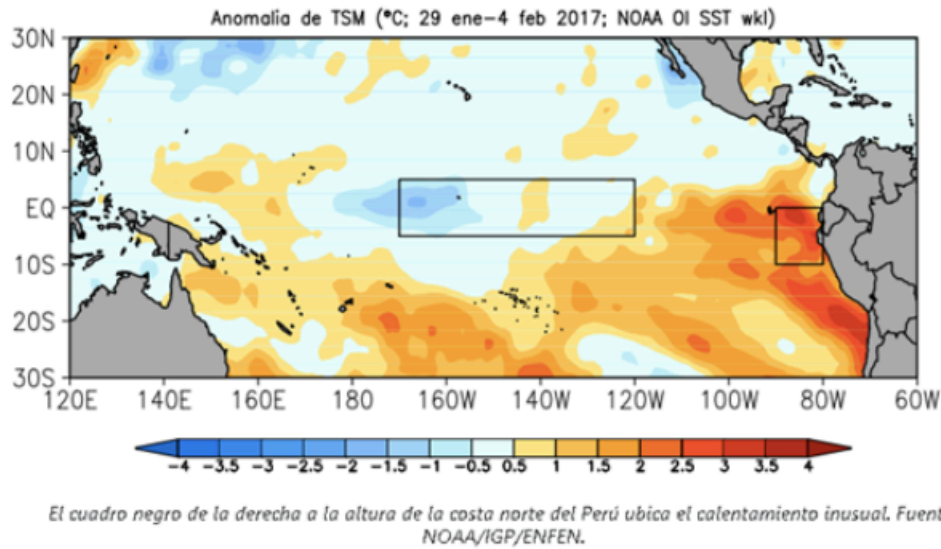 Anomalía de TSM (°C; 29 ene-4 feb 2017; NOAA OI SST wkl)
30N
20N
10N
EQ
10S
20S
30S
120E 140E 160E 180 160W 140W 120W 100W 80W 60W
-4 -3.5 -3 -2.5 -2 -1.5 -1 -0.5 0.5 1 1.5 2 2.5 3 3.5 4
El cuadro negro de la derecha a la altura de la costa norte del Perú ubica el calentamiento inusual. Fuent
NOAA/IGP/ENFEN.